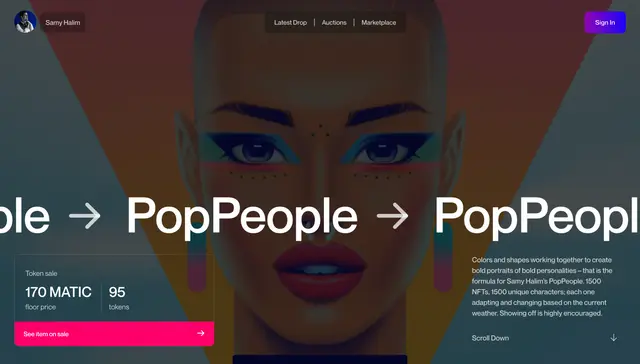 Samy Halim
Latest Drop | Auctions | Marketplace
Sign In
ple → PopPeople → PopPeopl
Token sale
170 MATIC 95
floor price tokens
See item on sale →
Colors and shapes working together to create
bold portraits of bold personalities – that is the
formula for Samy Halim's PopPeople. 1500
NFTs, 1500 unique characters; each one
adapting and changing based on the current
weather. Showing off is highly encouraged.
Scroll Down ↓